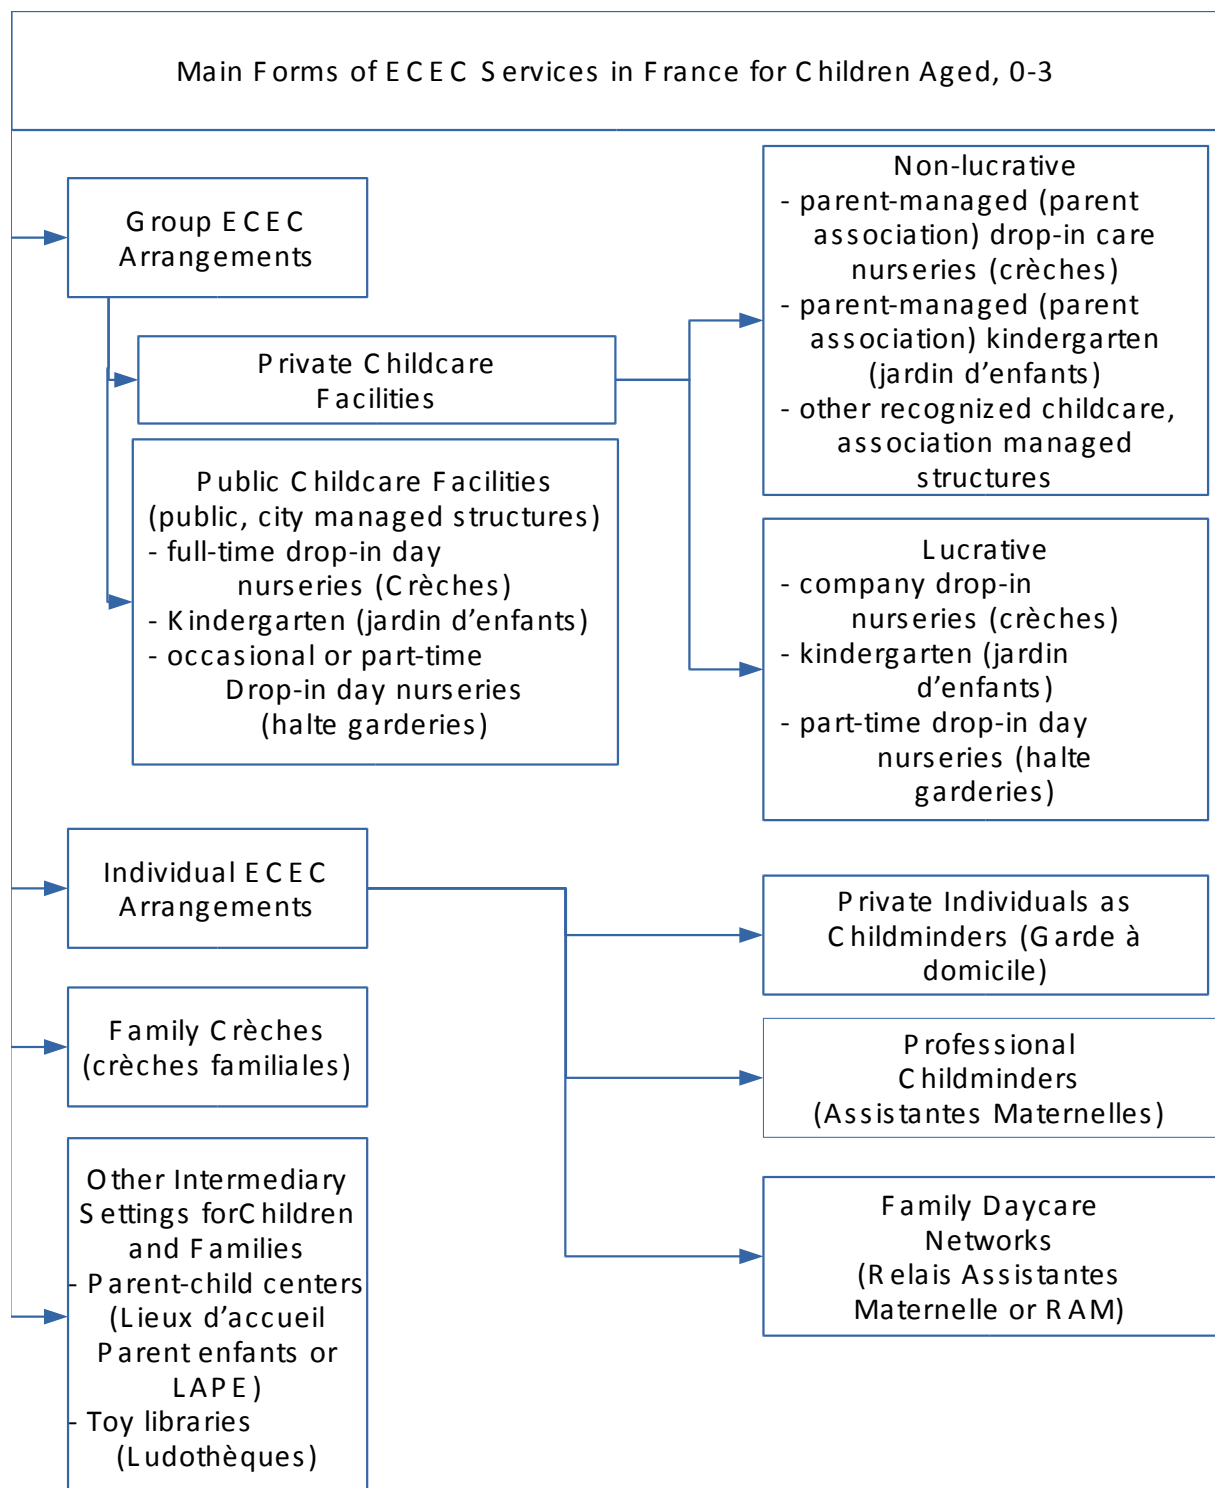 Main Forms of ECEC Services in France for Children Aged, 0-3
Group ECEC
Arrangements
Private Childcare
Facilities
Public Childcare Facilities
(public, city managed structures)
- full-time drop-in day
nurseries (Crèches)
- Kindergarten (jardin d’enfants)
- occasional or part-time
Drop-in day nurseries
(halte garderies)
Non-lucrative
- parent-managed (parent
association) drop-in care
nurseries (crèches)
- parent-managed (parent
association) kindergarten
(jardin d’enfants)
- other recognized childcare,
association managed
structures
Lucrative
- company drop-in
nurseries (crèches)
- kindergarten (jardin
d’enfants)
- part-time drop-in day
nurseries (halte
garderies)
Individual ECEC
Arrangements
Private Individuals as
Childminders (Garde à
domicile)
Professional
Childminders
(Assistantes Maternelles)
Family Daycare
Networks
(Relais Assistantes
Maternelle or RAM)
Family Crèches
(crèches familiales)
Other Intermediary
Settings forChildren
and Families
- Parent-child centers
(Lieux d’accueil
Parent enfants or
LAPE)
- Toy libraries
(Ludothèques)